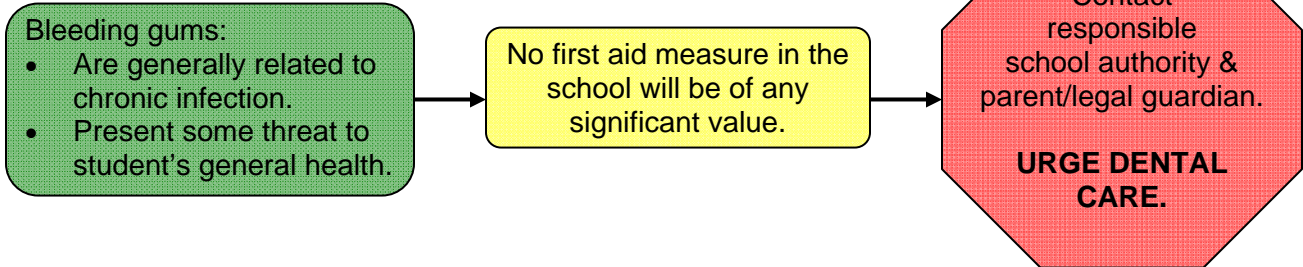 Bleeding gums:
• Are generally related to
chronic infection.
• Present some threat to
student’s general health.
No first aid measure in the
school will be of any
significant value.
Contact
responsible
school authority &
parent/legal guardian.
URGE DENTAL
CARE.